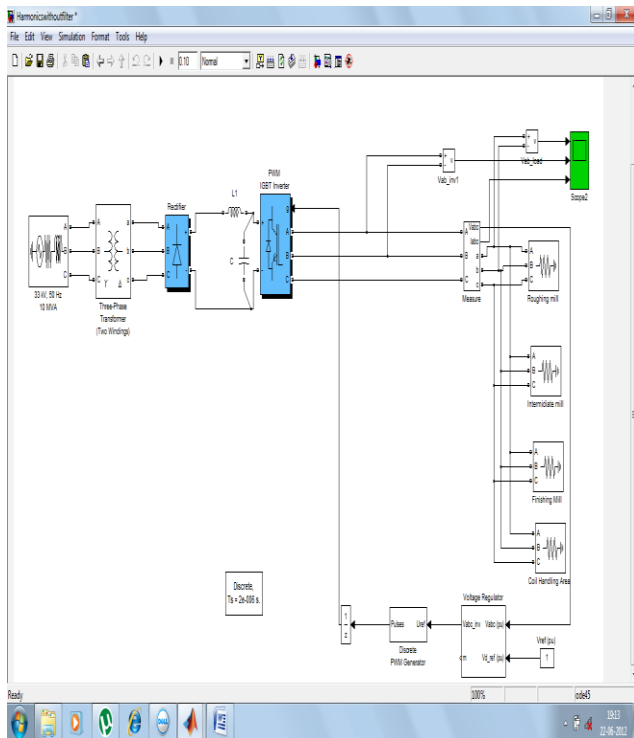 Harmonicswithoutfilter *
File Edit View Simulation Format Tools Help
0.10 Normal
Vab_inv1
Vab_load
Scope2
PWM
IGBT Inverter
L1
C
Rectifier
33 kV, 50 Hz
10 MVA
Three-Phase
Transformer
(Two Windings)
A B C
a b c
Y Δ
A B C
+ -
+ -
g
A B C
Vabc
Iabc
A B C
a b c
Measure
A B C
Roughing mill
A B C
Intermidiate mill
A B C
Finishing Mill
A B C
Coil Handling Area
Discrete,
Ts = 2e-006 s.
1
z
Pulses Uref
Discrete
PWM Generator
Voltage Regulator
Vabc_inv Vabc (pu)
m Vd_ref (pu)
Vref (pu)
1
Ready 100% ode45
19:13
22-06-2012